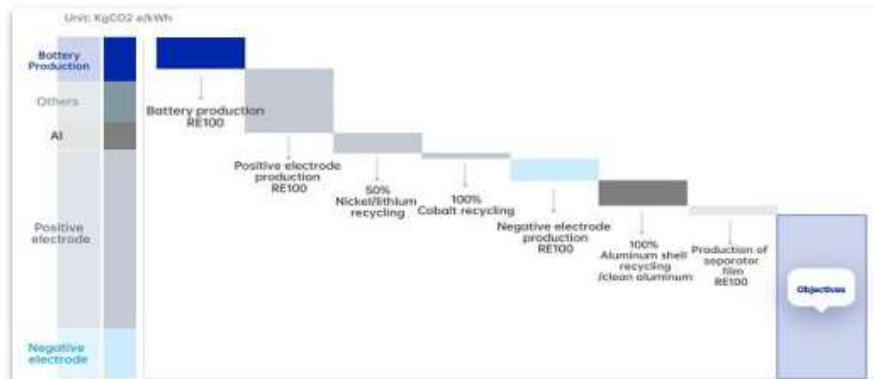 Unit: KgCO2 e/kWh
Bottery
Production
Others
Al
Positive
electrode
Negative
electrode
Battery production
RE100
Positive electrode
production
RE100
50%
Nickel/lithium
recycling
100%
Cobalt recycling
Negative electrode
production
RE100
100%
Aluminum shell
recycling
/clean aluminum
Production of
separator
film
RE100
Objectives